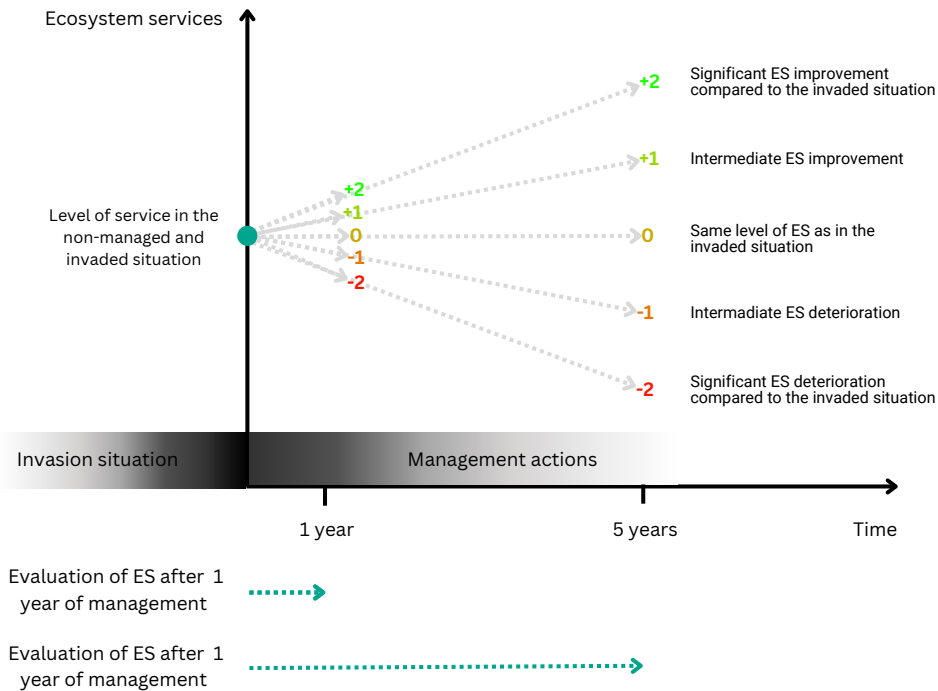 Ecosystem services
+2
Significant ES improvement
compared to the invaded situation
+1
Intermediate ES improvement
+2
+1
Level of service in the
non-managed and
invaded situation
0
0
Same level of ES as in the
invaded situation
-1
-2
-1
Intermadiate ES deterioration
-2
Significant ES deterioration
compared to the invaded situation
Invasion situation
Management actions
1 year
5 years
Time
Evaluation of ES after 1
year of management
Evaluation of ES after 1
year of management